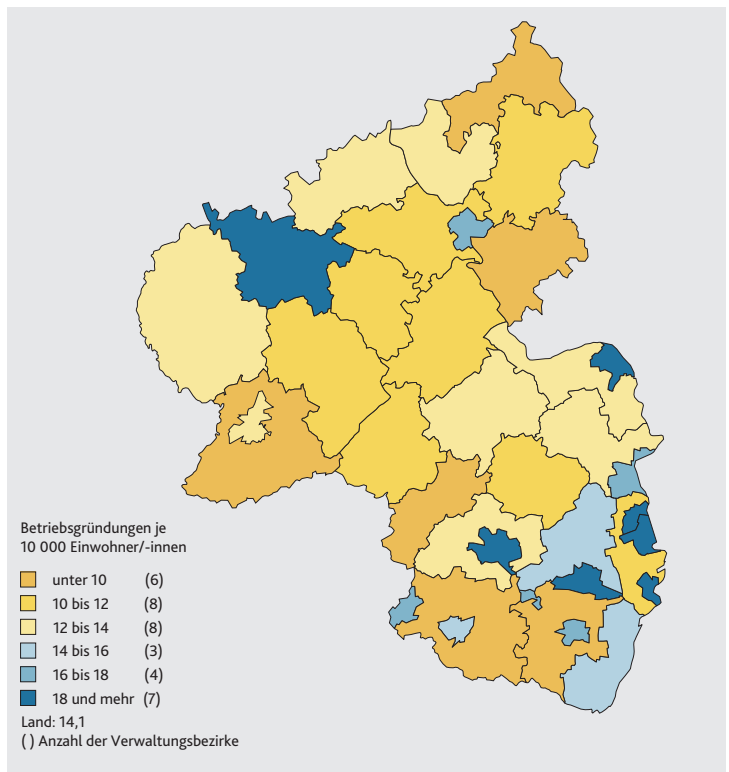 Betriebsgründungen je
10 000 Einwohner/-innen
unter 10 (6)
10 bis 12 (8)
12 bis 14 (8)
14 bis 16 (3)
16 bis 18 (4)
18 und mehr (7)
Land: 14,1
( ) Anzahl der Verwaltungsbezirke